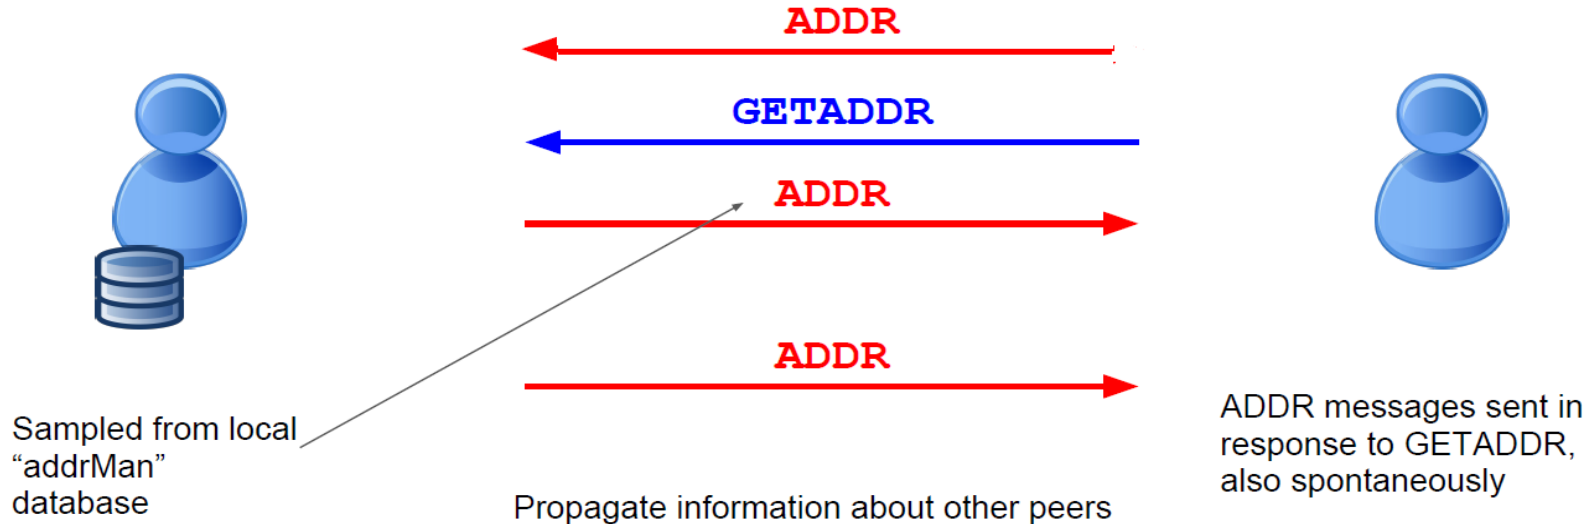 ADDR
GETADDR
ADDR
ADDR
Sampled from local
“addrMan”
database
Propagate information about other peers
ADDR messages sent in
response to GETADDR,
also spontaneously